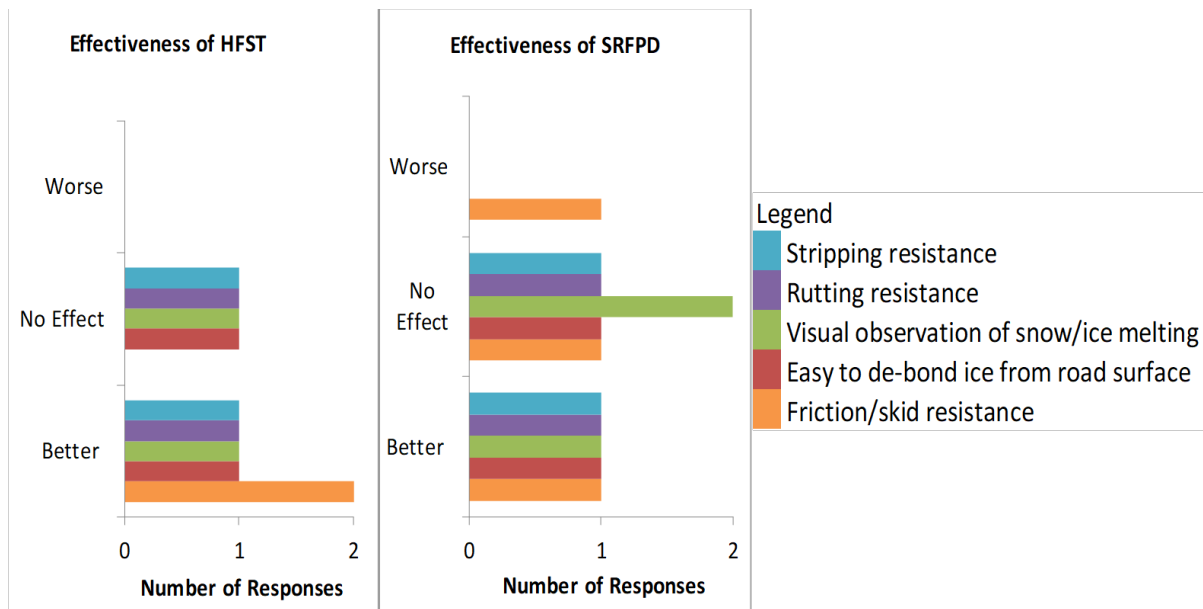 Effectiveness of HFST
Worse
No Effect
Better
0 1 2
Number of Responses
Effectiveness of SRFPD
Worse
No
Effect
Better
0 1 2
Number of Responses
Legend
Stripping resistance
Rutting resistance
Visual observation of snow/ice melting
Easy to de-bond ice from road surface
Friction/skid resistance